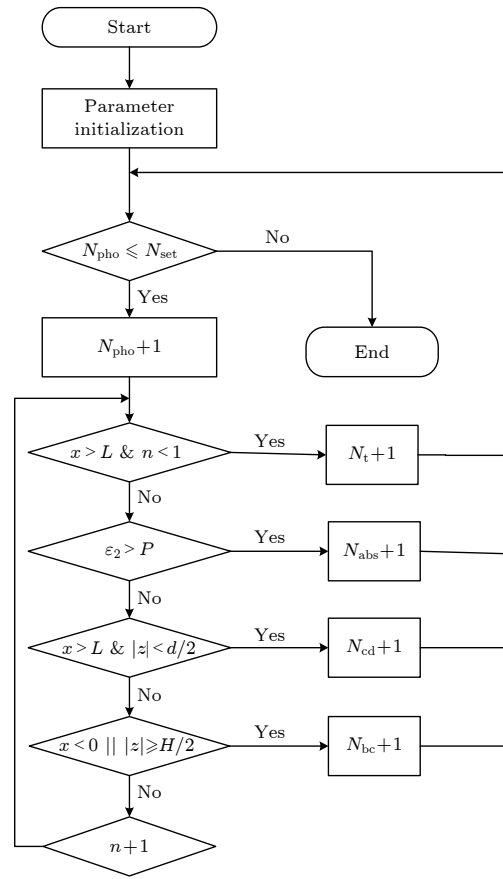 Start
Parameter
initialization
N_pho ⩽ N_set
No
Yes
N_pho+1
End
x > L & n < 1
Yes
N_t+1
No
ε_2 > P
Yes
N_abs+1
No
x > L & |z| < d/2
Yes
N_cd+1
No
x < 0 || |z| ⩾ H/2
Yes
N_bc+1
No
n+1